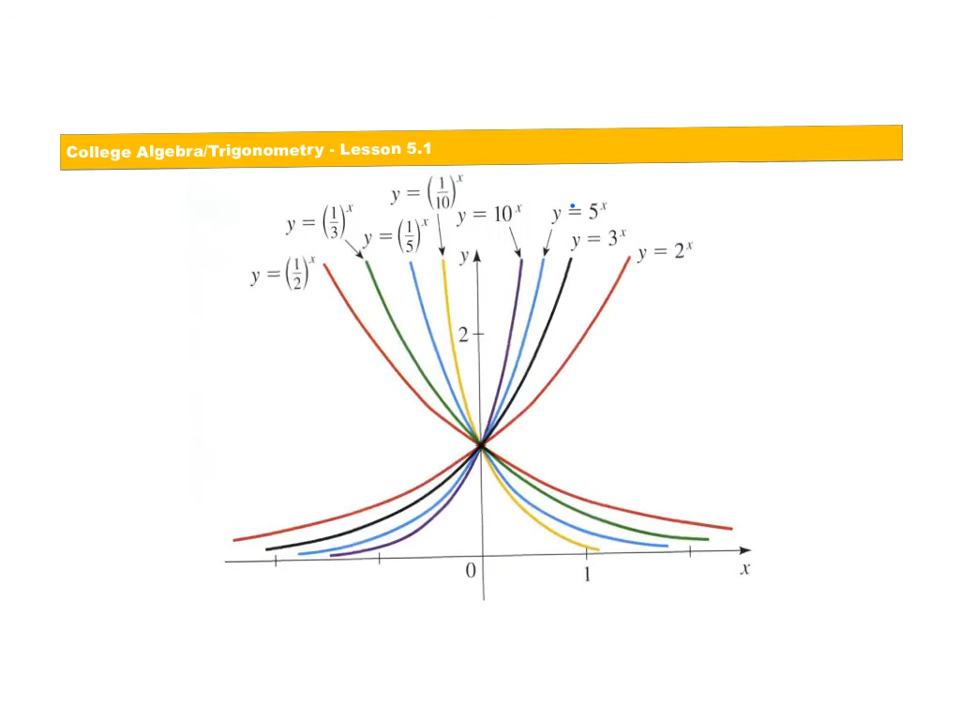 College Algebra/Trigonometry - Lesson 5.1
y = (1/10)^x
y = (1/3)^x
y = (1/5)^x
y = 10^x
y = 5^x
y = 3^x
y = (1/2)^x
y
y = 2^x
2
0
1
x